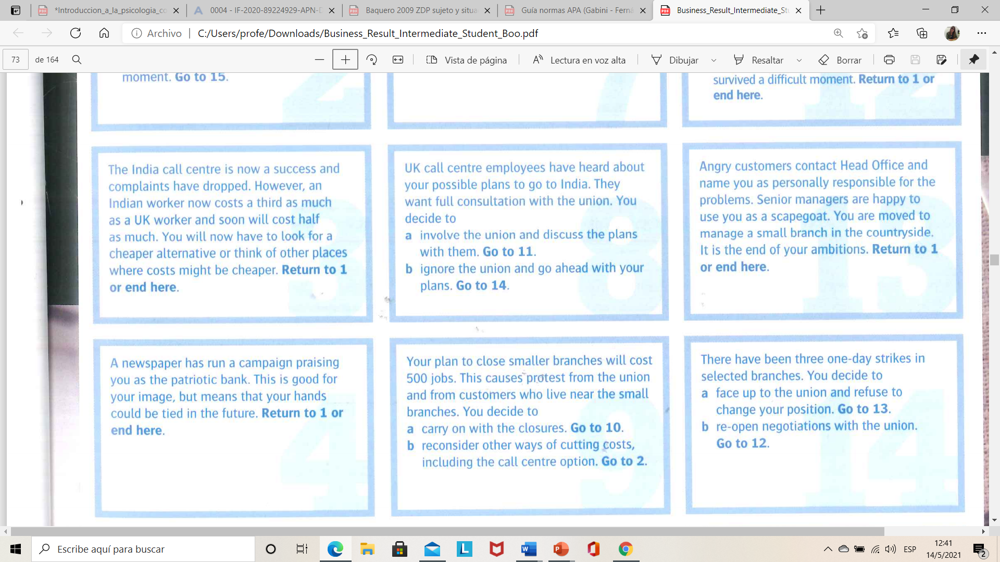 *Introduccion_a_la_psicologia_co
0004 - IF-2020-89224929-APN-D
Baquero 2009 ZDP sujeto y situa
Guía normas APA (Gabini - Ferna
Business_Result_Intermediate_Stu
Archivo
C:/Users/profe/Downloads/Business_Result_Intermediate_Student_Boo.pdf
73
de 164
Vista de página
Lectura en voz alta
Dibujar
Resaltar
Borrar
moment. Go to 15.
2
7
survived a difficult moment. Return to 1 or
end here.
12
The India call centre is now a success and
complaints have dropped. However, an
Indian worker now costs a third as much
as a UK worker and soon will cost half
as much. You will now have to look for a
cheaper alternative or think of other places
where costs might be cheaper. Return to 1
or end here.
3
UK call centre employees have heard about
your possible plans to go to India. They
want full consultation with the union. You
decide to
a involve the union and discuss the plans
with them. Go to 11.
b ignore the union and go ahead with your
plans. Go to 14.
8
Angry customers contact Head Office and
name you as personally responsible for the
problems. Senior managers are happy to
use you as a scapegoat. You are moved to
manage a small branch in the countryside.
It is the end of your ambitions. Return to 1
or end here.
13
A newspaper has run a campaign praising
you as the patriotic bank. This is good for
your image, but means that your hands
could be tied in the future. Return to 1 or
end here.
4
Your plan to close smaller branches will cost
500 jobs. This causes protest from the union
and from customers who live near the small
branches. You decide to
a carry on with the closures. Go to 10.
b reconsider other ways of cutting costs,
including the call centre option. Go to 2.
9
There have been three one-day strikes in
selected branches. You decide to
a face up to the union and refuse to
change your position. Go to 13.
b re-open negotiations with the union.
Go to 12.
14
Escribe aquí para buscar
ESP
12:41
14/5/2021
2